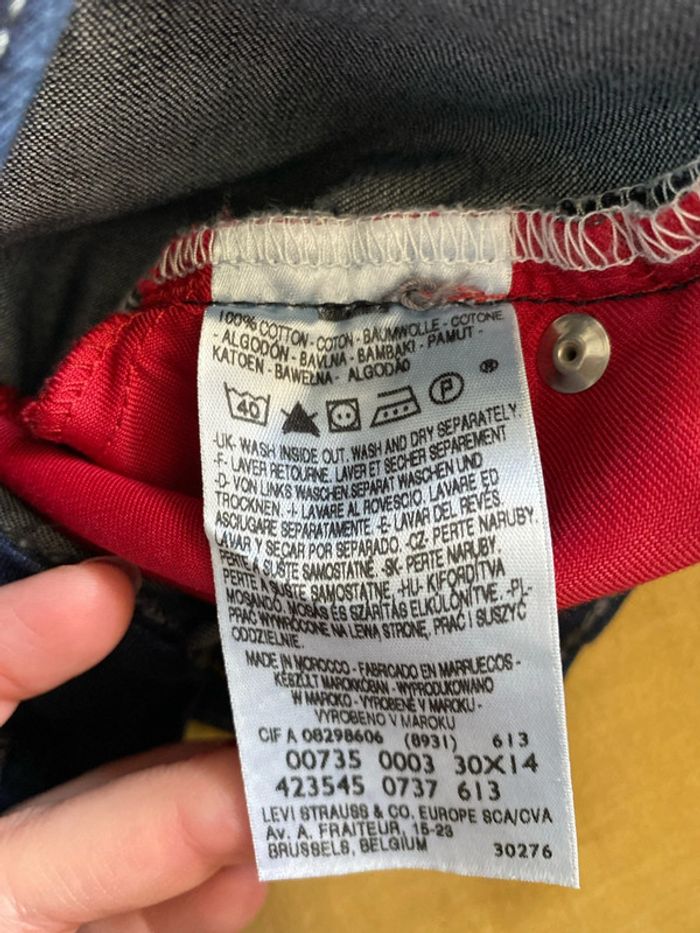 100% COTTON - COTON - BAUMWOLLE - COTONE
- ALGODÓN - BAVLNA - BAMBAKI - PAMUT -
KATOEN - BAWEŁNA - ALGODÃO
40 P ®
-UK- WASH INSIDE OUT. WASH AND DRY SEPARATELY.
-F- LAVER RETOURNE. LAVER ET SECHER SEPAREMENT
-D- VON LINKS WASCHEN.SEPARAT WASCHEN UND
TROCKNEN. -I- LAVARE AL ROVESCIO. LAVARE ED
ASCIUGARE SEPARATAMENTE. -E- LAVAR DEL REVES.
LAVAR Y SECAR POR SEPARADO. -CZ- PERTE NARUBY.
PERTE A SUSTE SAMOSTATNĚ. -SK- PERTE NARUBY.
PERTE A SUSTE SAMOSTATNE. -HU- KIFORDÍTVA
MOSANDÓ. MOSÁS ÉS SZÁRÍTÁS ELKÜLÖNÍTVE. -PL-
PRAĆ WYWRÓCONE NA LEWĄ STRONĘ, PRAĆ I SUSZYĆ
ODDZIELNIE.
MADE IN MOROCCO - FABRICADO EN MARRUECOS -
KÉSZÜLT MAROKKÓBAN - WYPRODUKOWANO
W MAROKO - VYROBENÉ V MAROKU -
VYROBENO V MAROKU
CIF A 08298606 (8931) 613
00735 0003 30X14
423545 0737 613
LEVI STRAUSS & CO. EUROPE SCA/CVA
Av. A. FRAITEUR, 15-23
BRUSSELS, BELGIUM 30276